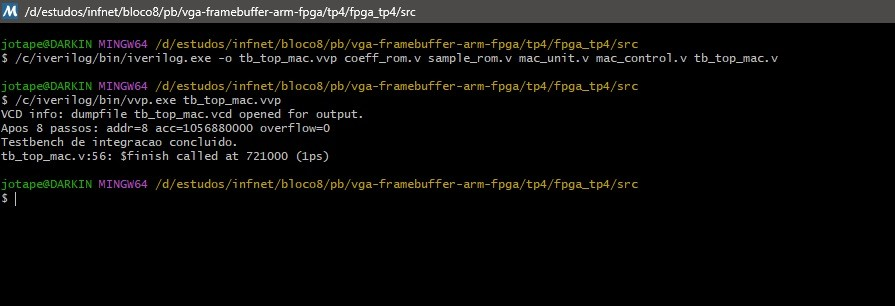 M /d/estudos/infnet/bloco8/pb/vga-framebuffer-arm-fpga/tp4/fpga_tp4/src
jotape@DARKIN MINGW64 /d/estudos/infnet/bloco8/pb/vga-framebuffer-arm-fpga/tp4/fpga_tp4/src
$ /c/iverilog/bin/iverilog.exe -o tb_top_mac.vvp coeff_rom.v sample_rom.v mac_unit.v mac_control.v tb_top_mac.v
jotape@DARKIN MINGW64 /d/estudos/infnet/bloco8/pb/vga-framebuffer-arm-fpga/tp4/fpga_tp4/src
$ /c/iverilog/bin/vvp.exe tb_top_mac.vvp
VCD info: dumpfile tb_top_mac.vcd opened for output.
Apos 8 passos: addr=8 acc=1056880000 overflow=0
Testbench de integracao concluido.
tb_top_mac.v:56: $finish called at 721000 (1ps)
jotape@DARKIN MINGW64 /d/estudos/infnet/bloco8/pb/vga-framebuffer-arm-fpga/tp4/fpga_tp4/src
$